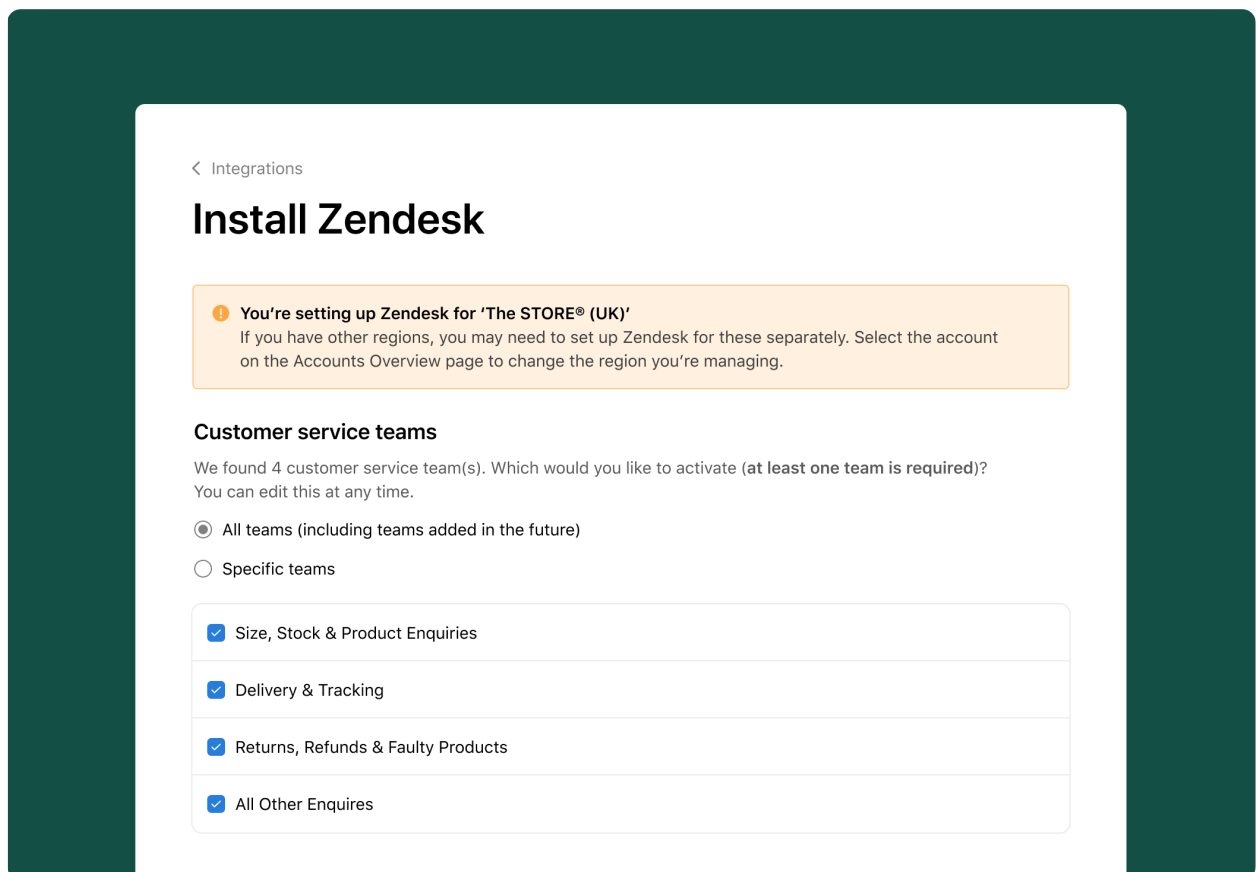 Integrations
Install Zendesk
You’re setting up Zendesk for ‘The STORE® (UK)’
If you have other regions, you may need to set up Zendesk for these separately. Select the account
on the Accounts Overview page to change the region you’re managing.
Customer service teams
We found 4 customer service team(s). Which would you like to activate (at least one team is required)?
You can edit this at any time.
All teams (including teams added in the future)
Specific teams
Size, Stock & Product Enquiries
Delivery & Tracking
Returns, Refunds & Faulty Products
All Other Enquires